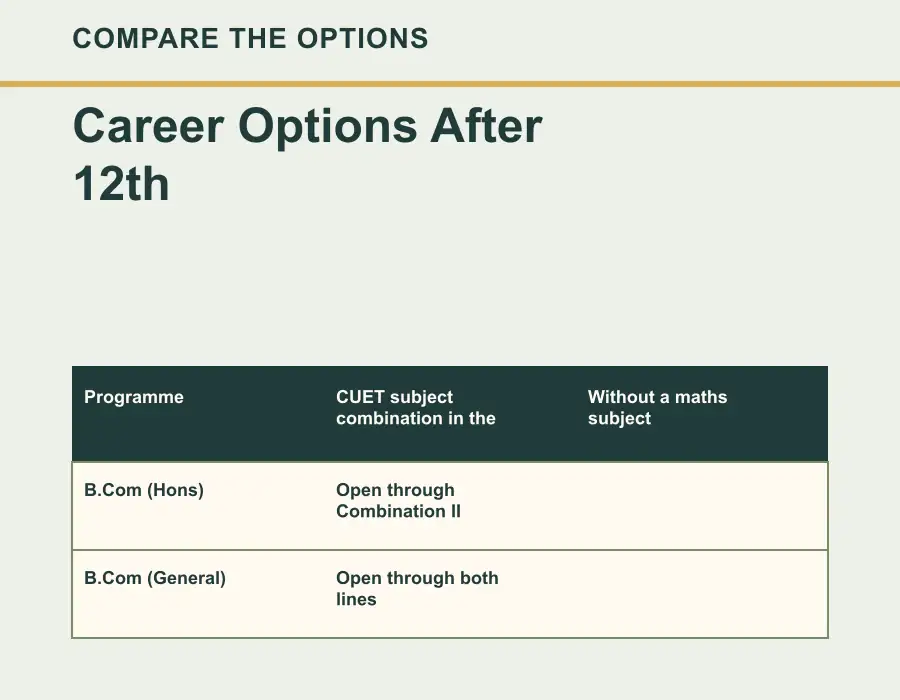 COMPARE THE OPTIONS
Career Options After
12th
Programme
CUET subject
combination in the
Without a maths
subject
B.Com (Hons)
Open through
Combination II
B.Com (General)
Open through both
lines